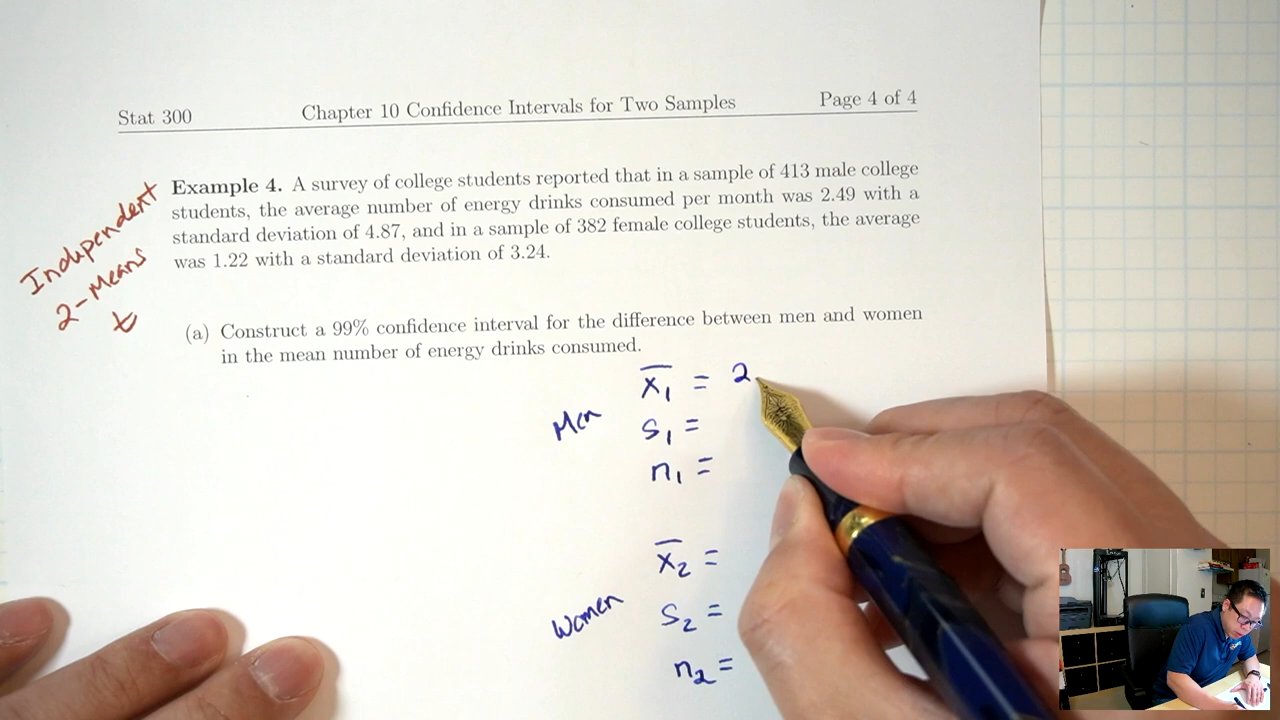 Stat 300 Chapter 10 Confidence Intervals for Two Samples Page 4 of 4
Independent
2-Means
t
Example 4. A survey of college students reported that in a sample of 413 male college
students, the average number of energy drinks consumed per month was 2.49 with a
standard deviation of 4.87, and in a sample of 382 female college students, the average
was 1.22 with a standard deviation of 3.24.
(a) Construct a 99% confidence interval for the difference between men and women
in the mean number of energy drinks consumed.
Men
x̄₁ = 2.
s₁ =
n₁ =
Women
x̄₂ =
s₂ =
n₂ =